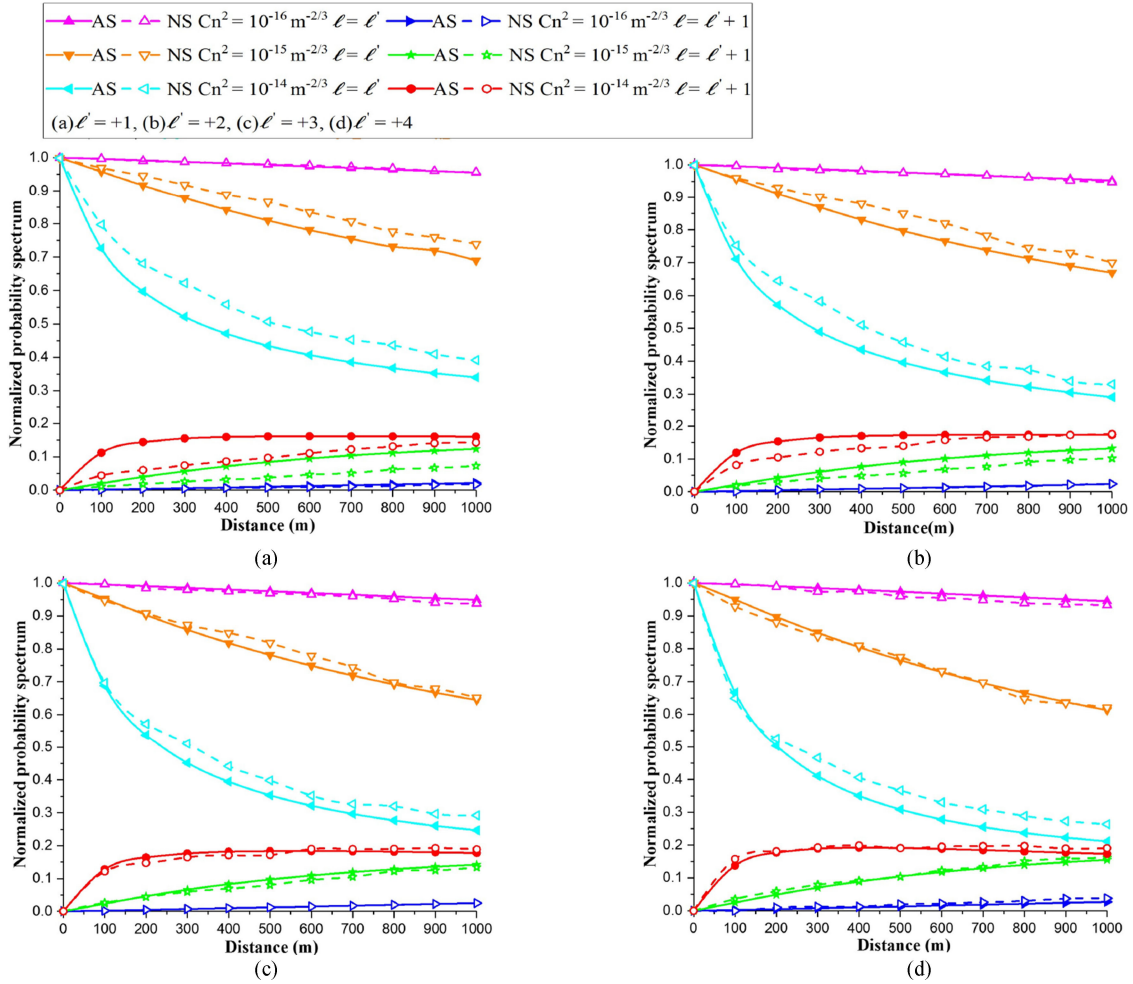 AS NS Cn² = 10⁻¹⁶ m⁻²/³ ℓ = ℓ' AS NS Cn² = 10⁻¹⁶ m⁻²/³ ℓ = ℓ' + 1
AS NS Cn² = 10⁻¹⁵ m⁻²/³ ℓ = ℓ' AS NS Cn² = 10⁻¹⁵ m⁻²/³ ℓ = ℓ' + 1
AS NS Cn² = 10⁻¹⁴ m⁻²/³ ℓ = ℓ' AS NS Cn² = 10⁻¹⁴ m⁻²/³ ℓ = ℓ' + 1
(a)ℓ' = +1, (b)ℓ' = +2, (c)ℓ' = +3, (d)ℓ' = +4
Normalized probability spectrum
1.0
0.9
0.8
0.7
0.6
0.5
0.4
0.3
0.2
0.1
0.0
0 100 200 300 400 500 600 700 800 900 1000
Distance (m)
(a)
Normalized probability spectrum
1.0
0.9
0.8
0.7
0.6
0.5
0.4
0.3
0.2
0.1
0.0
0 100 200 300 400 500 600 700 800 900 1000
Distance(m)
(b)
Normalized probability spectrum
1.0
0.9
0.8
0.7
0.6
0.5
0.4
0.3
0.2
0.1
0.0
0 100 200 300 400 500 600 700 800 900 1000
Distance (m)
(c)
Normalized probability spectrum
1.0
0.9
0.8
0.7
0.6
0.5
0.4
0.3
0.2
0.1
0.0
0 100 200 300 400 500 600 700 800 900 1000
Distance (m)
(d)